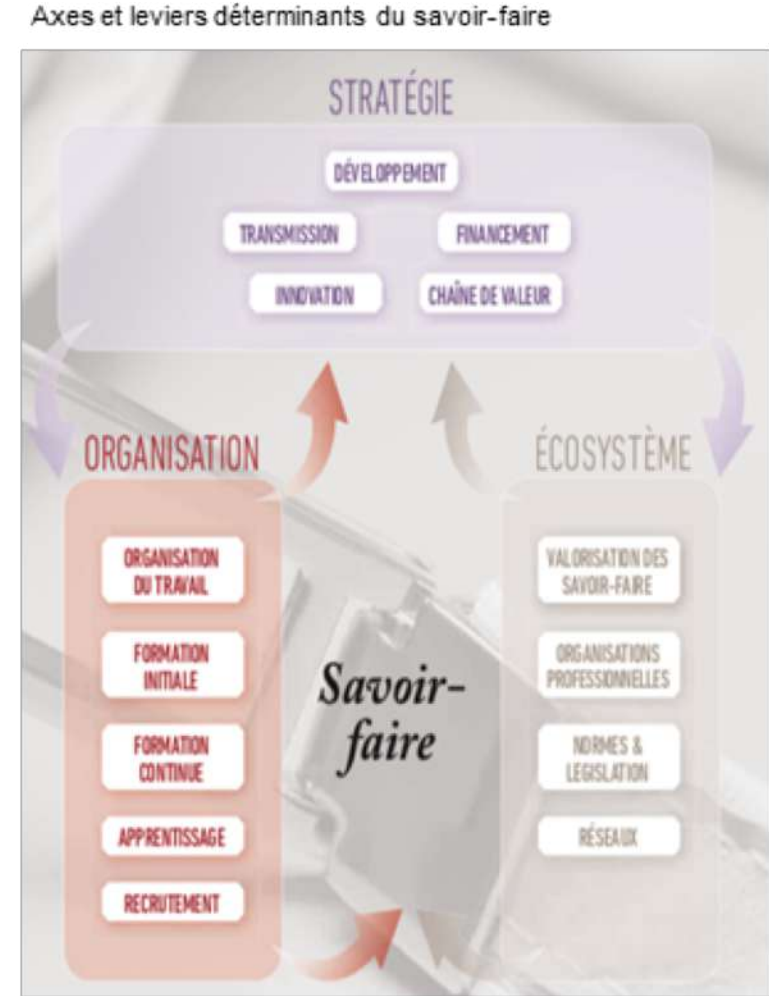 Axes et leviers déterminants du savoir-faire
STRATÉGIE
DÉVELOPPEMENT
TRANSMISSION
FINANCEMENT
INNOVATION
CHAÎNE DE VALEUR
ORGANISATION
ORGANISATION
DU TRAVAIL
FORMATION
INITIALE
FORMATION
CONTINUE
APPRENTISSAGE
RECRUTEMENT
Savoir-
faire
ÉCOSYSTÈME
VALORISATION DES
SAVOIR-FAIRE
ORGANISATIONS
PROFESSIONNELLES
NORMES &
LEGISLATION
RÉSEAUX